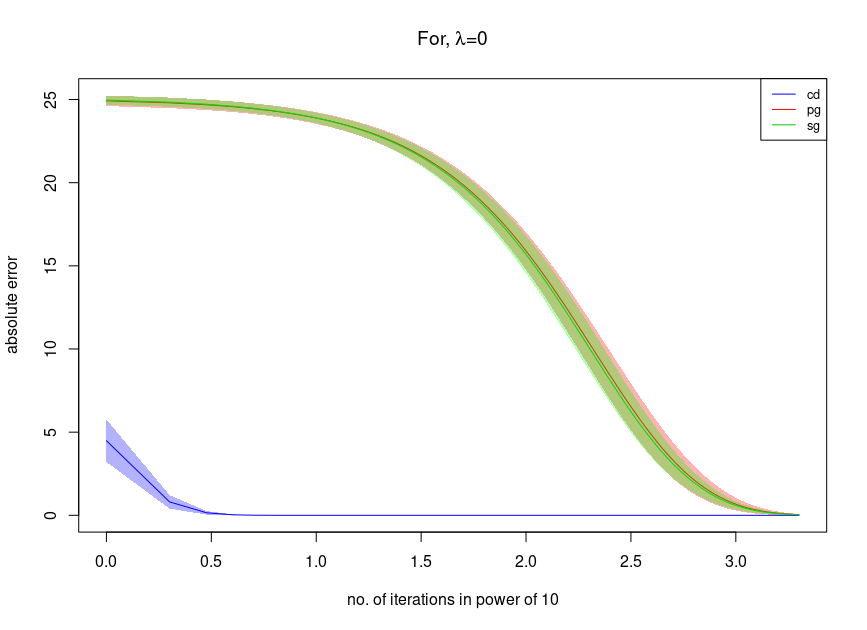 For, λ=0
cd
pg
sg
absolute error
25
20
15
10
5
0
0.0 0.5 1.0 1.5 2.0 2.5 3.0
no. of iterations in power of 10